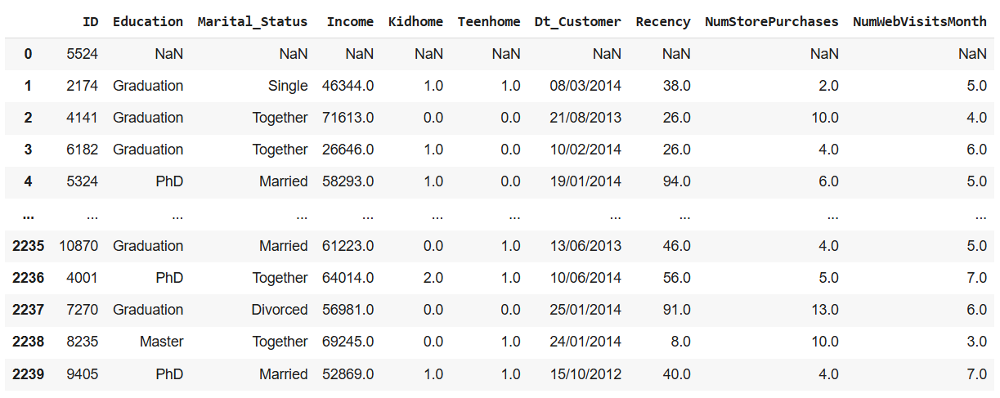 ID Education Marital_Status Income Kidhome Teenhome Dt_Customer Recency NumStorePurchases NumWebVisitsMonth
0 5524 NaN NaN NaN NaN NaN NaN NaN NaN NaN
1 2174 Graduation Single 46344.0 1.0 1.0 08/03/2014 38.0 2.0 5.0
2 4141 Graduation Together 71613.0 0.0 0.0 21/08/2013 26.0 10.0 4.0
3 6182 Graduation Together 26646.0 1.0 0.0 10/02/2014 26.0 4.0 6.0
4 5324 PhD Married 58293.0 1.0 0.0 19/01/2014 94.0 6.0 5.0
... ... ... ... ... ... ... ... ... ... ...
2235 10870 Graduation Married 61223.0 0.0 1.0 13/06/2013 46.0 4.0 5.0
2236 4001 PhD Together 64014.0 2.0 1.0 10/06/2014 56.0 5.0 7.0
2237 7270 Graduation Divorced 56981.0 0.0 0.0 25/01/2014 91.0 13.0 6.0
2238 8235 Master Together 69245.0 0.0 1.0 24/01/2014 8.0 10.0 3.0
2239 9405 PhD Married 52869.0 1.0 1.0 15/10/2012 40.0 4.0 7.0